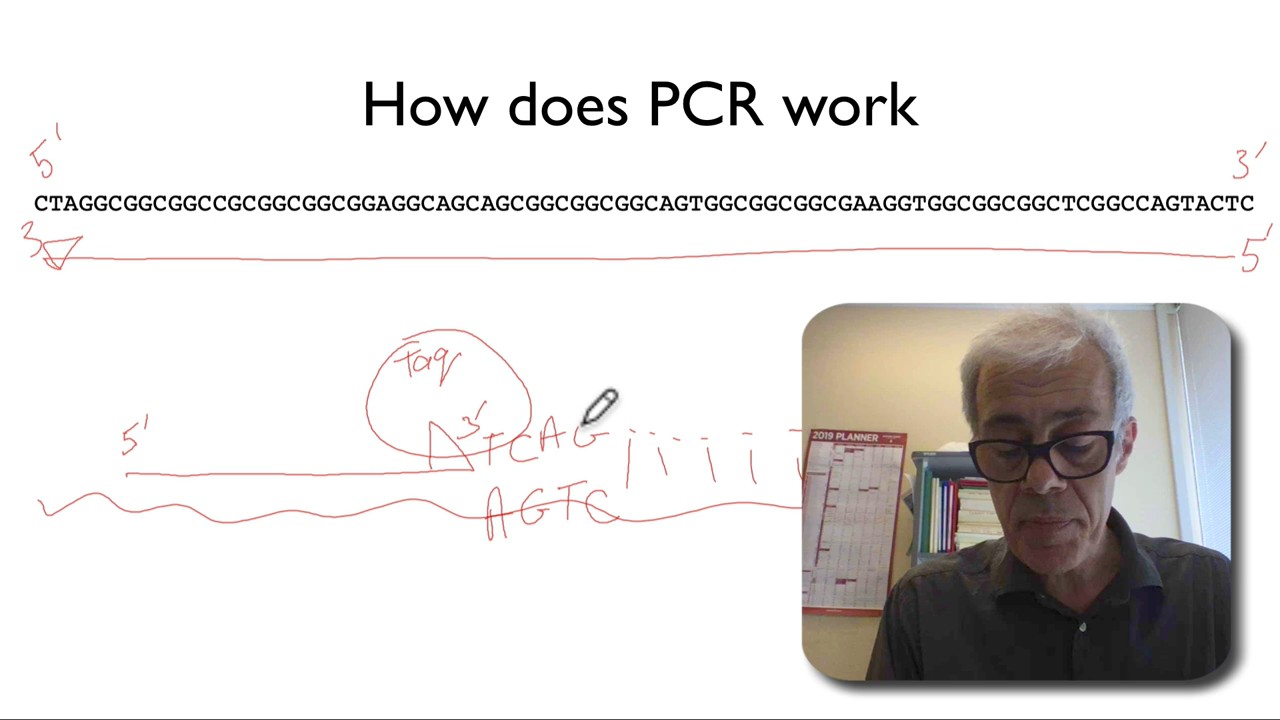 How does PCR work
5' 3'
CTAGGCGGCGGCCGCGGCGGCGGAGGCAGCAGCGGCGGCGGCAGTGGCGGCGGCGAAGGTGGCGGCGGCTCGGCCAGTACTC
3 5'
Taq
5' 3' TCAG
AGTC
2019 PLANNER